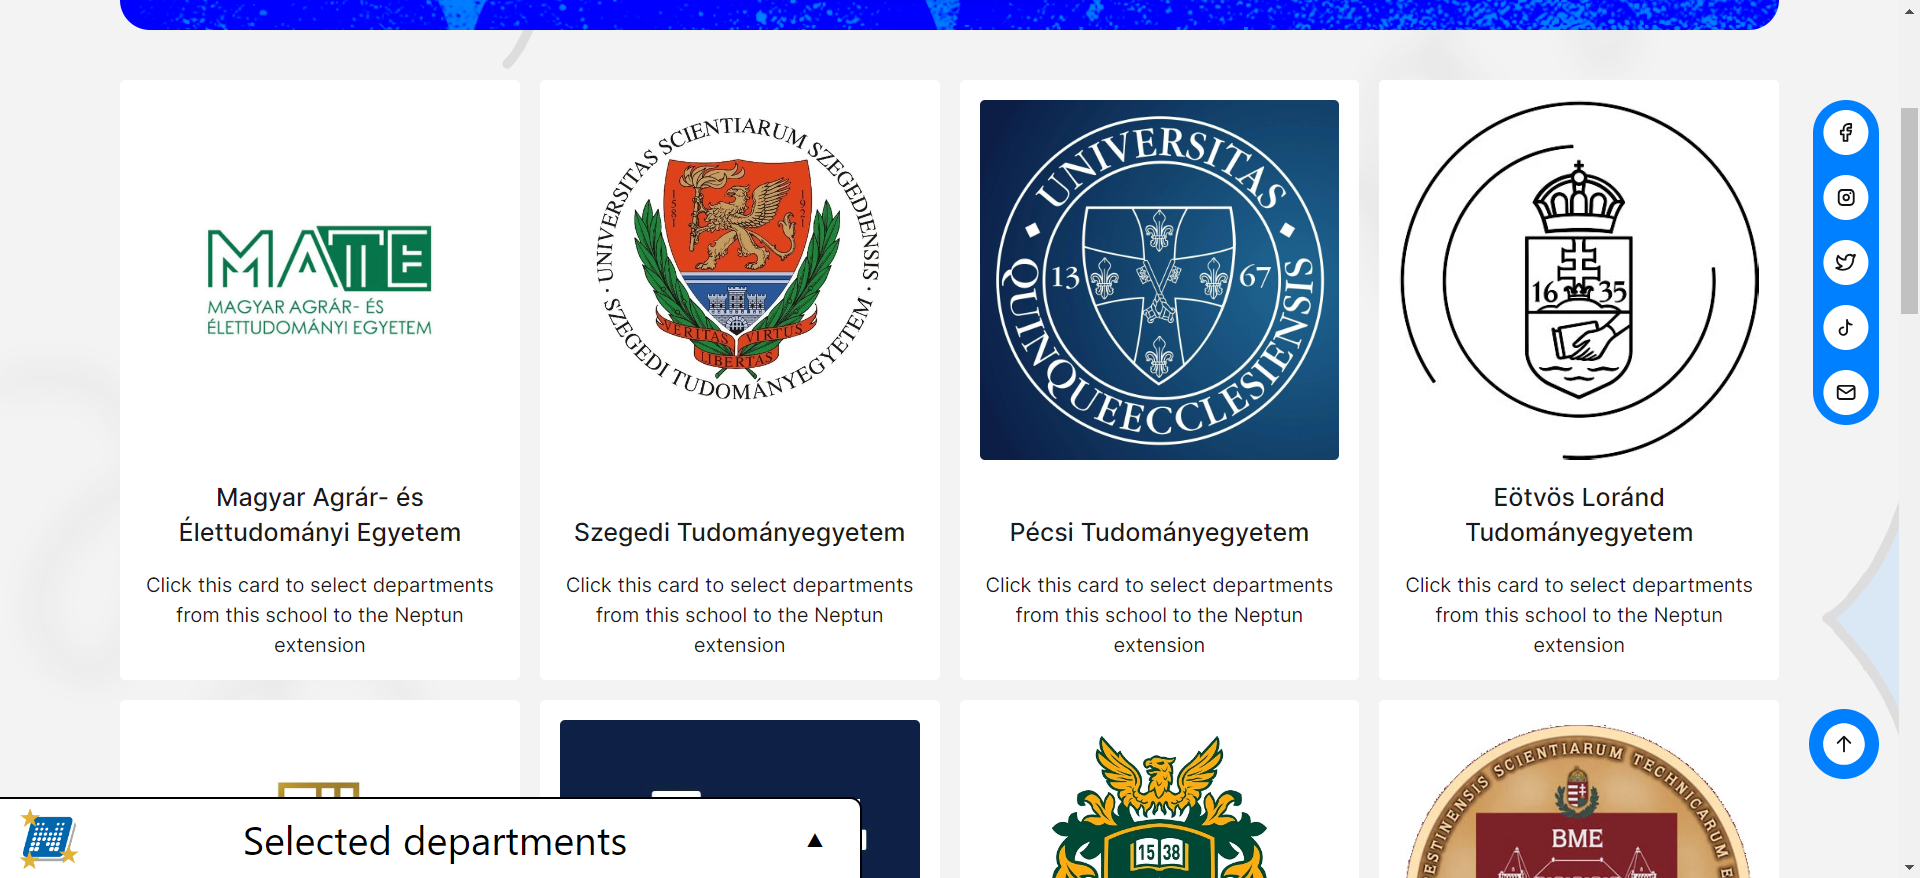 MATE
MAGYAR AGRÁR- ÉS
ÉLETTUDOMÁNYI EGYETEM
Magyar Agrár- és
Élettudományi Egyetem
Click this card to select departments
from this school to the Neptun
extension
· UNIVERSITAS SCIENTIARUM SZEGEDIENSIS ·
SZEGEDI TUDOMÁNYEGYETEM
1581
1921
VERITAS VIRTUS
LIBERTAS
Szegedi Tudományegyetem
Click this card to select departments
from this school to the Neptun
extension
UNIVERSITAS
QUINQUEECCLESIENSIS
13 67
Pécsi Tudományegyetem
Click this card to select departments
from this school to the Neptun
extension
16 35
Eötvös Loránd
Tudományegyetem
Click this card to select departments
from this school to the Neptun
extension
15 38
ESTINENSIS SCIENTIARUM TECHNICARUM E
BME
Selected departments